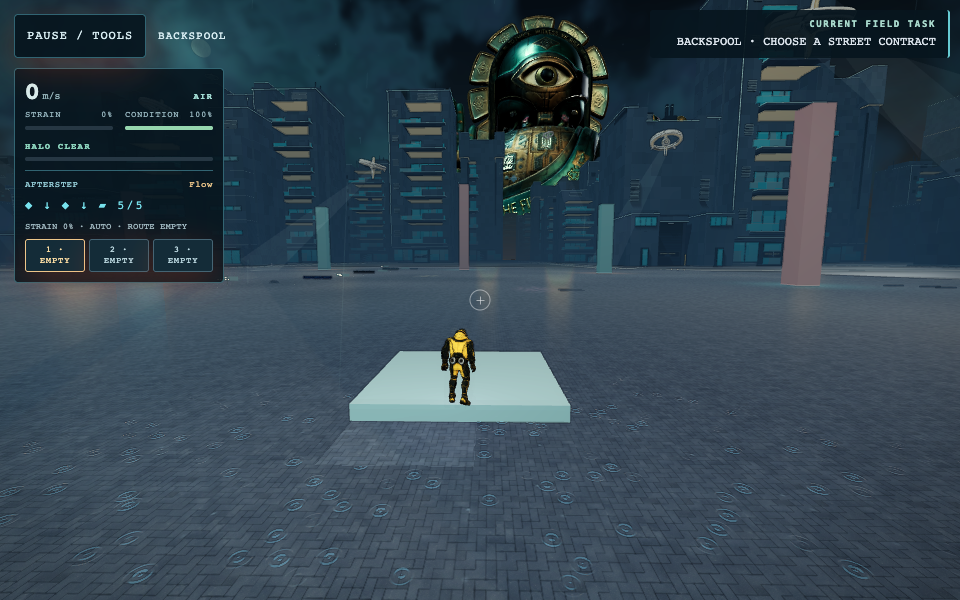 PAUSE / TOOLS
BACKSPOOL
CURRENT FIELD TASK
BACKSPOOL · CHOOSE A STREET CONTRACT
0 m/s
AIR
STRAIN 0% CONDITION 100%
HALO CLEAR
AFTERSTEP Flow
5/5
STRAIN 0% · AUTO · ROUTE EMPTY
1 · EMPTY
2 · EMPTY
3 · EMPTY